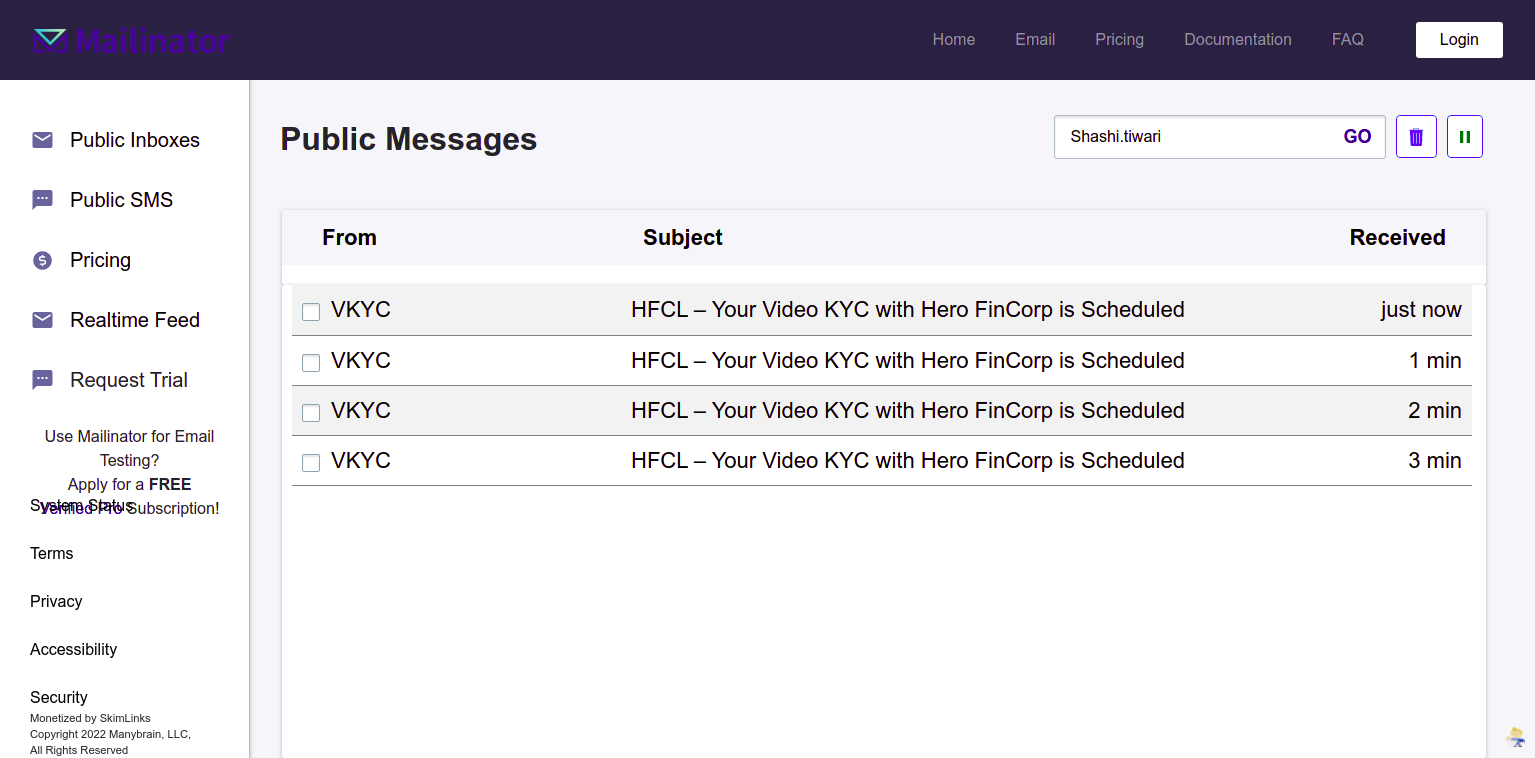 Mailinator
Home Email Pricing Documentation FAQ Login
Public Inboxes
Public SMS
Pricing
Realtime Feed
Request Trial
Use Mailinator for Email
Testing?
Apply for a FREE
Verified Pro Subscription!
System Status
Terms
Privacy
Accessibility
Security
Monetized by SkimLinks
Copyright 2022 Manybrain, LLC,
All Rights Reserved
Public Messages
Shashi.tiwari GO
From Subject Received
VKYC HFCL – Your Video KYC with Hero FinCorp is Scheduled just now
VKYC HFCL – Your Video KYC with Hero FinCorp is Scheduled 1 min
VKYC HFCL – Your Video KYC with Hero FinCorp is Scheduled 2 min
VKYC HFCL – Your Video KYC with Hero FinCorp is Scheduled 3 min